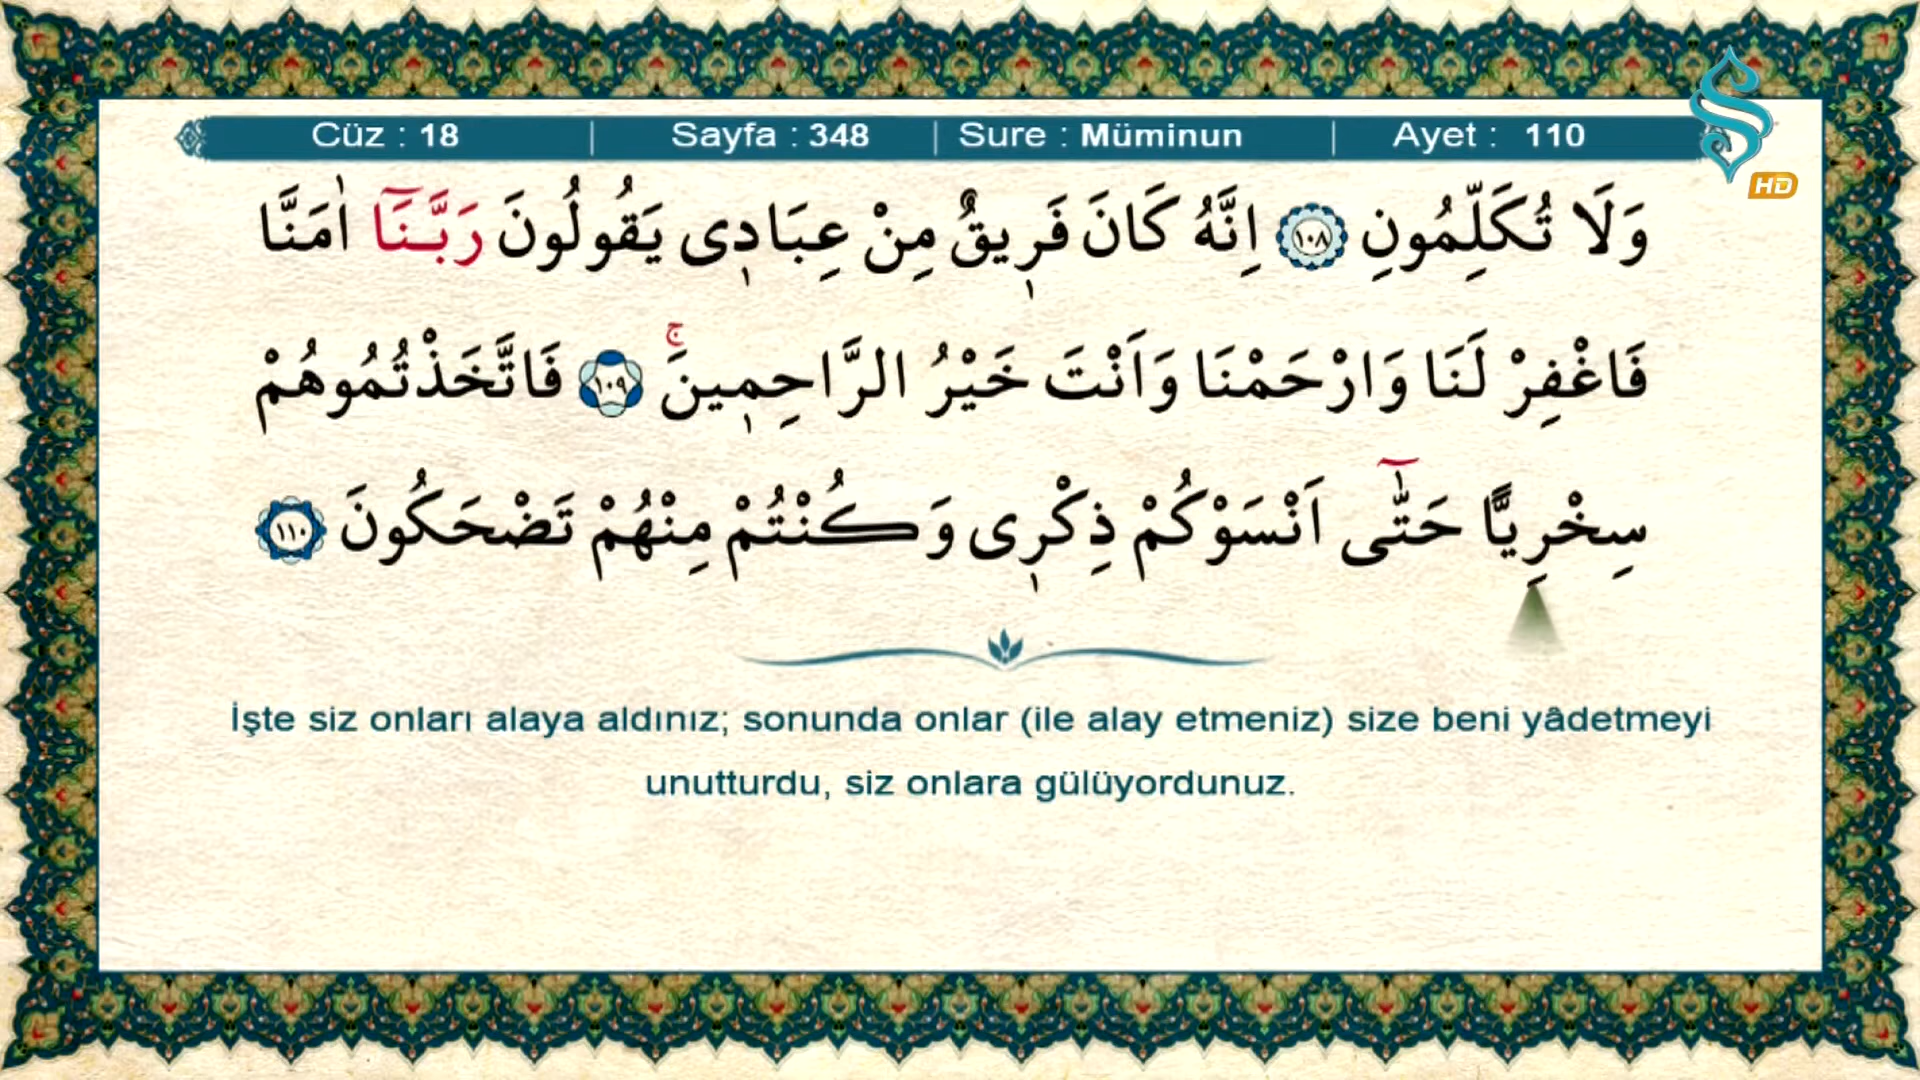 Cüz : 18 | Sayfa : 348 | Sure : Müminun | Ayet : 110
HD
وَلَا تُكَلِّمُونِ ﴿١٠٨﴾ اِنَّهُ كَانَ فَرٖيقٌ مِنْ عِبَادٖى يَقُولُونَ رَبَّنَٓا اٰمَنَّا
فَاغْفِرْ لَنَا وَارْحَمْنَا وَاَنْتَ خَيْرُ الرَّاحِمٖينَۚ ﴿١٠٩﴾ فَاتَّخَذْتُمُوهُمْ
سِخْرِيًّا حَتّٰٓى اَنْسَوْكُمْ ذِكْرٖى وَكُنْتُمْ مِنْهُمْ تَضْحَكُونَ ﴿١١٠﴾
İşte siz onları alaya aldınız; sonunda onlar (ile alay etmeniz) size beni yâdetmeyi
unutturdu, siz onlara gülüyordunuz.